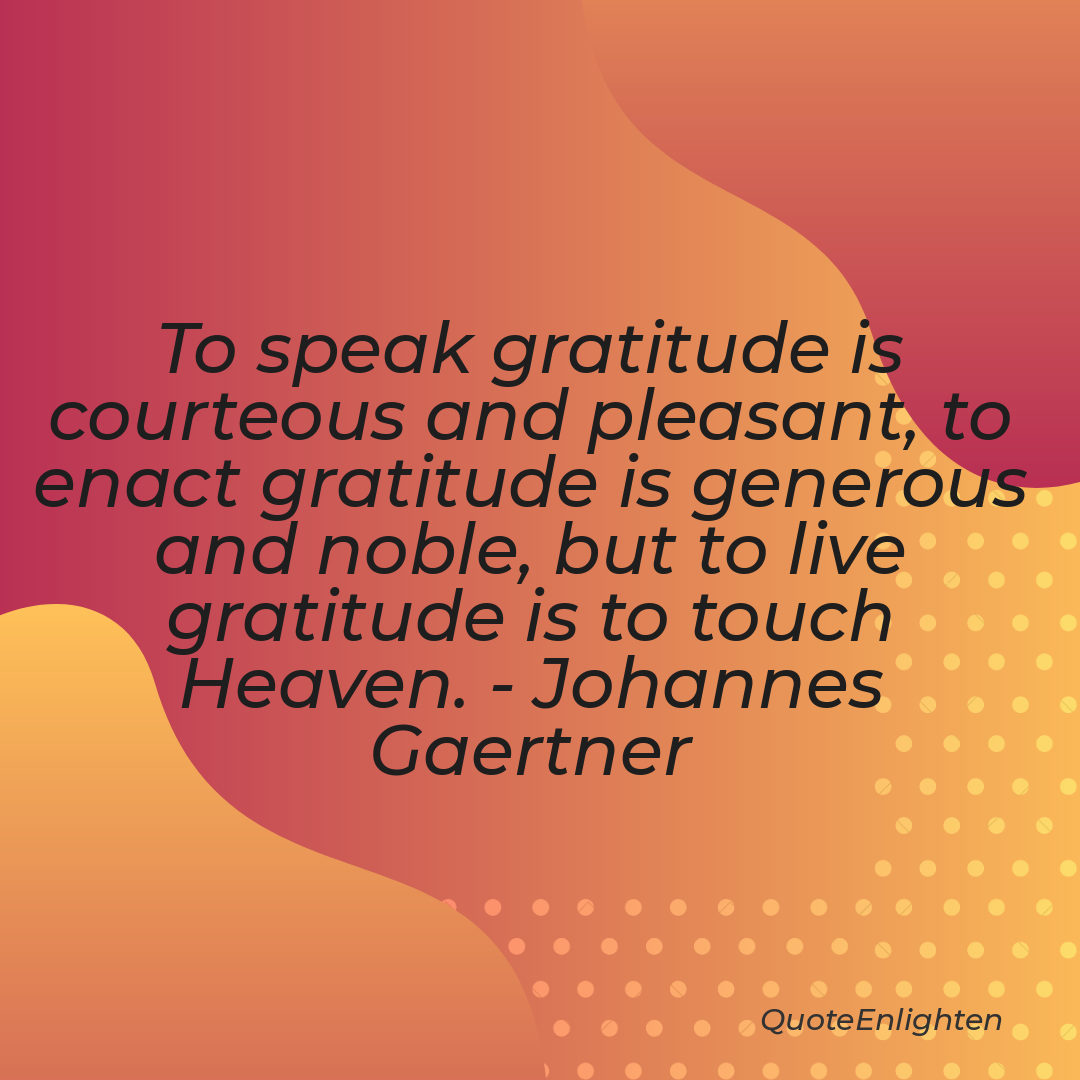 To speak gratitude is
courteous and pleasant, to
enact gratitude is generous
and noble, but to live
gratitude is to touch
Heaven. - Johannes
Gaertner
QuoteEnlighten